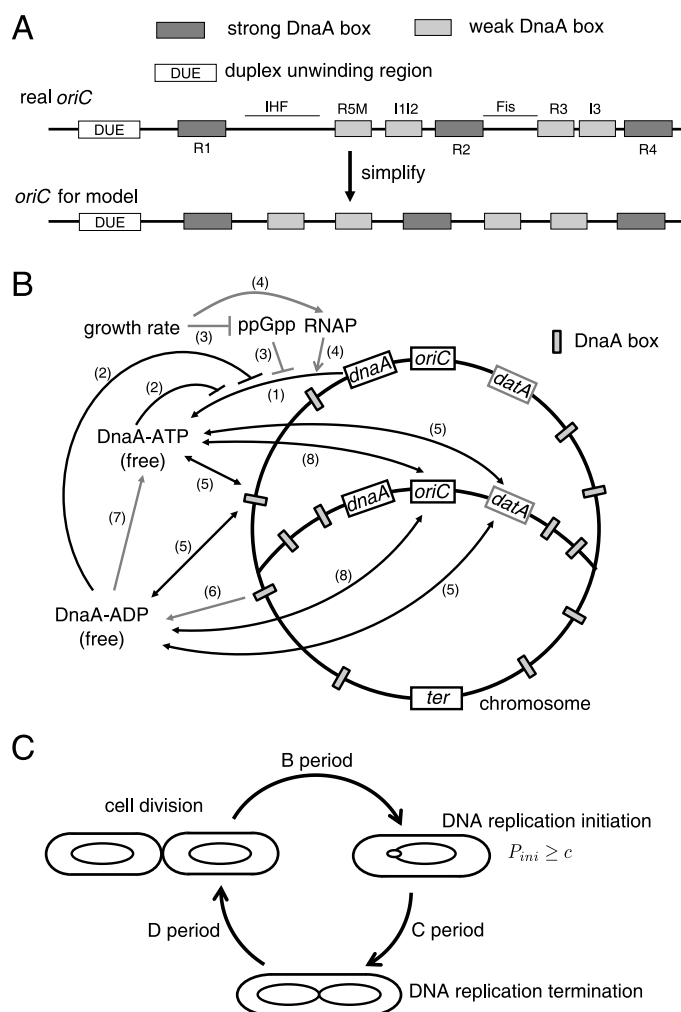 A
strong DnaA box
weak DnaA box
DUE
duplex unwinding region
real oriC
IHF
R5M
I1I2
Fis
R3
I3
DUE
R1
R2
R4
simplify
oriC for model
DUE
B
(4)
growth rate
(3)
ppGpp
RNAP
DnaA box
(3)
(4)
(2)
(2)
(1)
dnaA
oriC
datA
DnaA-ATP
(free)
(5)
(8)
(5)
dnaA
oriC
datA
(7)
(5)
(8)
(5)
(6)
DnaA-ADP
(free)
ter
chromosome
C
B period
cell division
DNA replication initiation
P_{ini} ≥ c
D period
C period
DNA replication termination